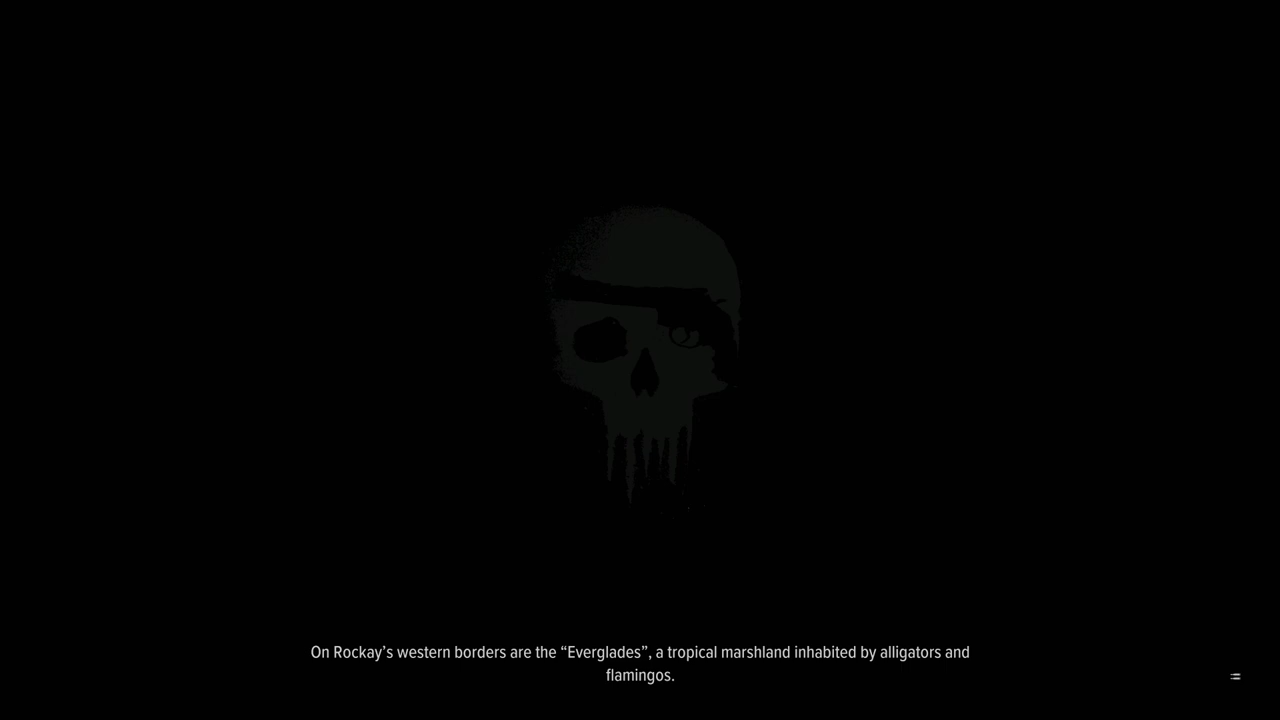 On Rockay’s western borders are the “Everglades”, a tropical marshland inhabited by alligators and
flamingos.